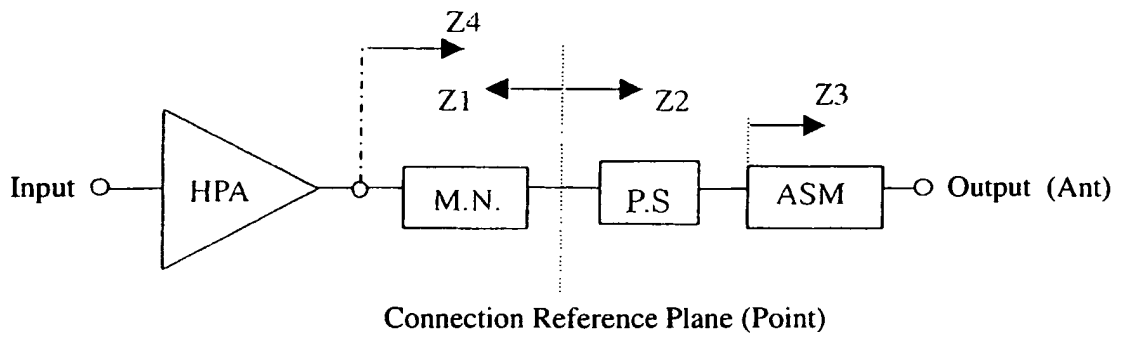 Z4
Z1
Z2
Z3
Input
HPA
M.N.
P.S
ASM
Output (Ant)
Connection Reference Plane (Point)